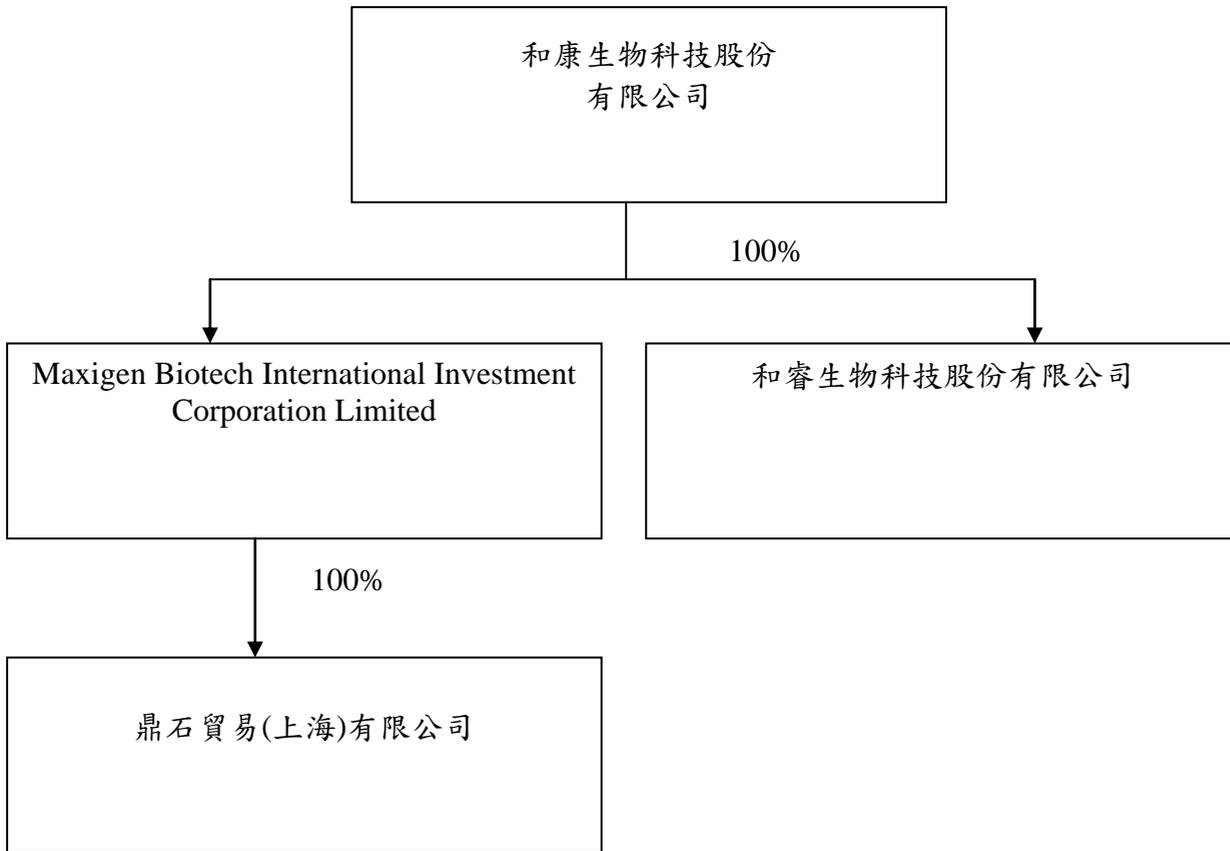 和康生物科技股份
有限公司
100%
Maxigen Biotech International Investment
Corporation Limited
和睿生物科技股份有限公司
100%
鼎石貿易(上海)有限公司